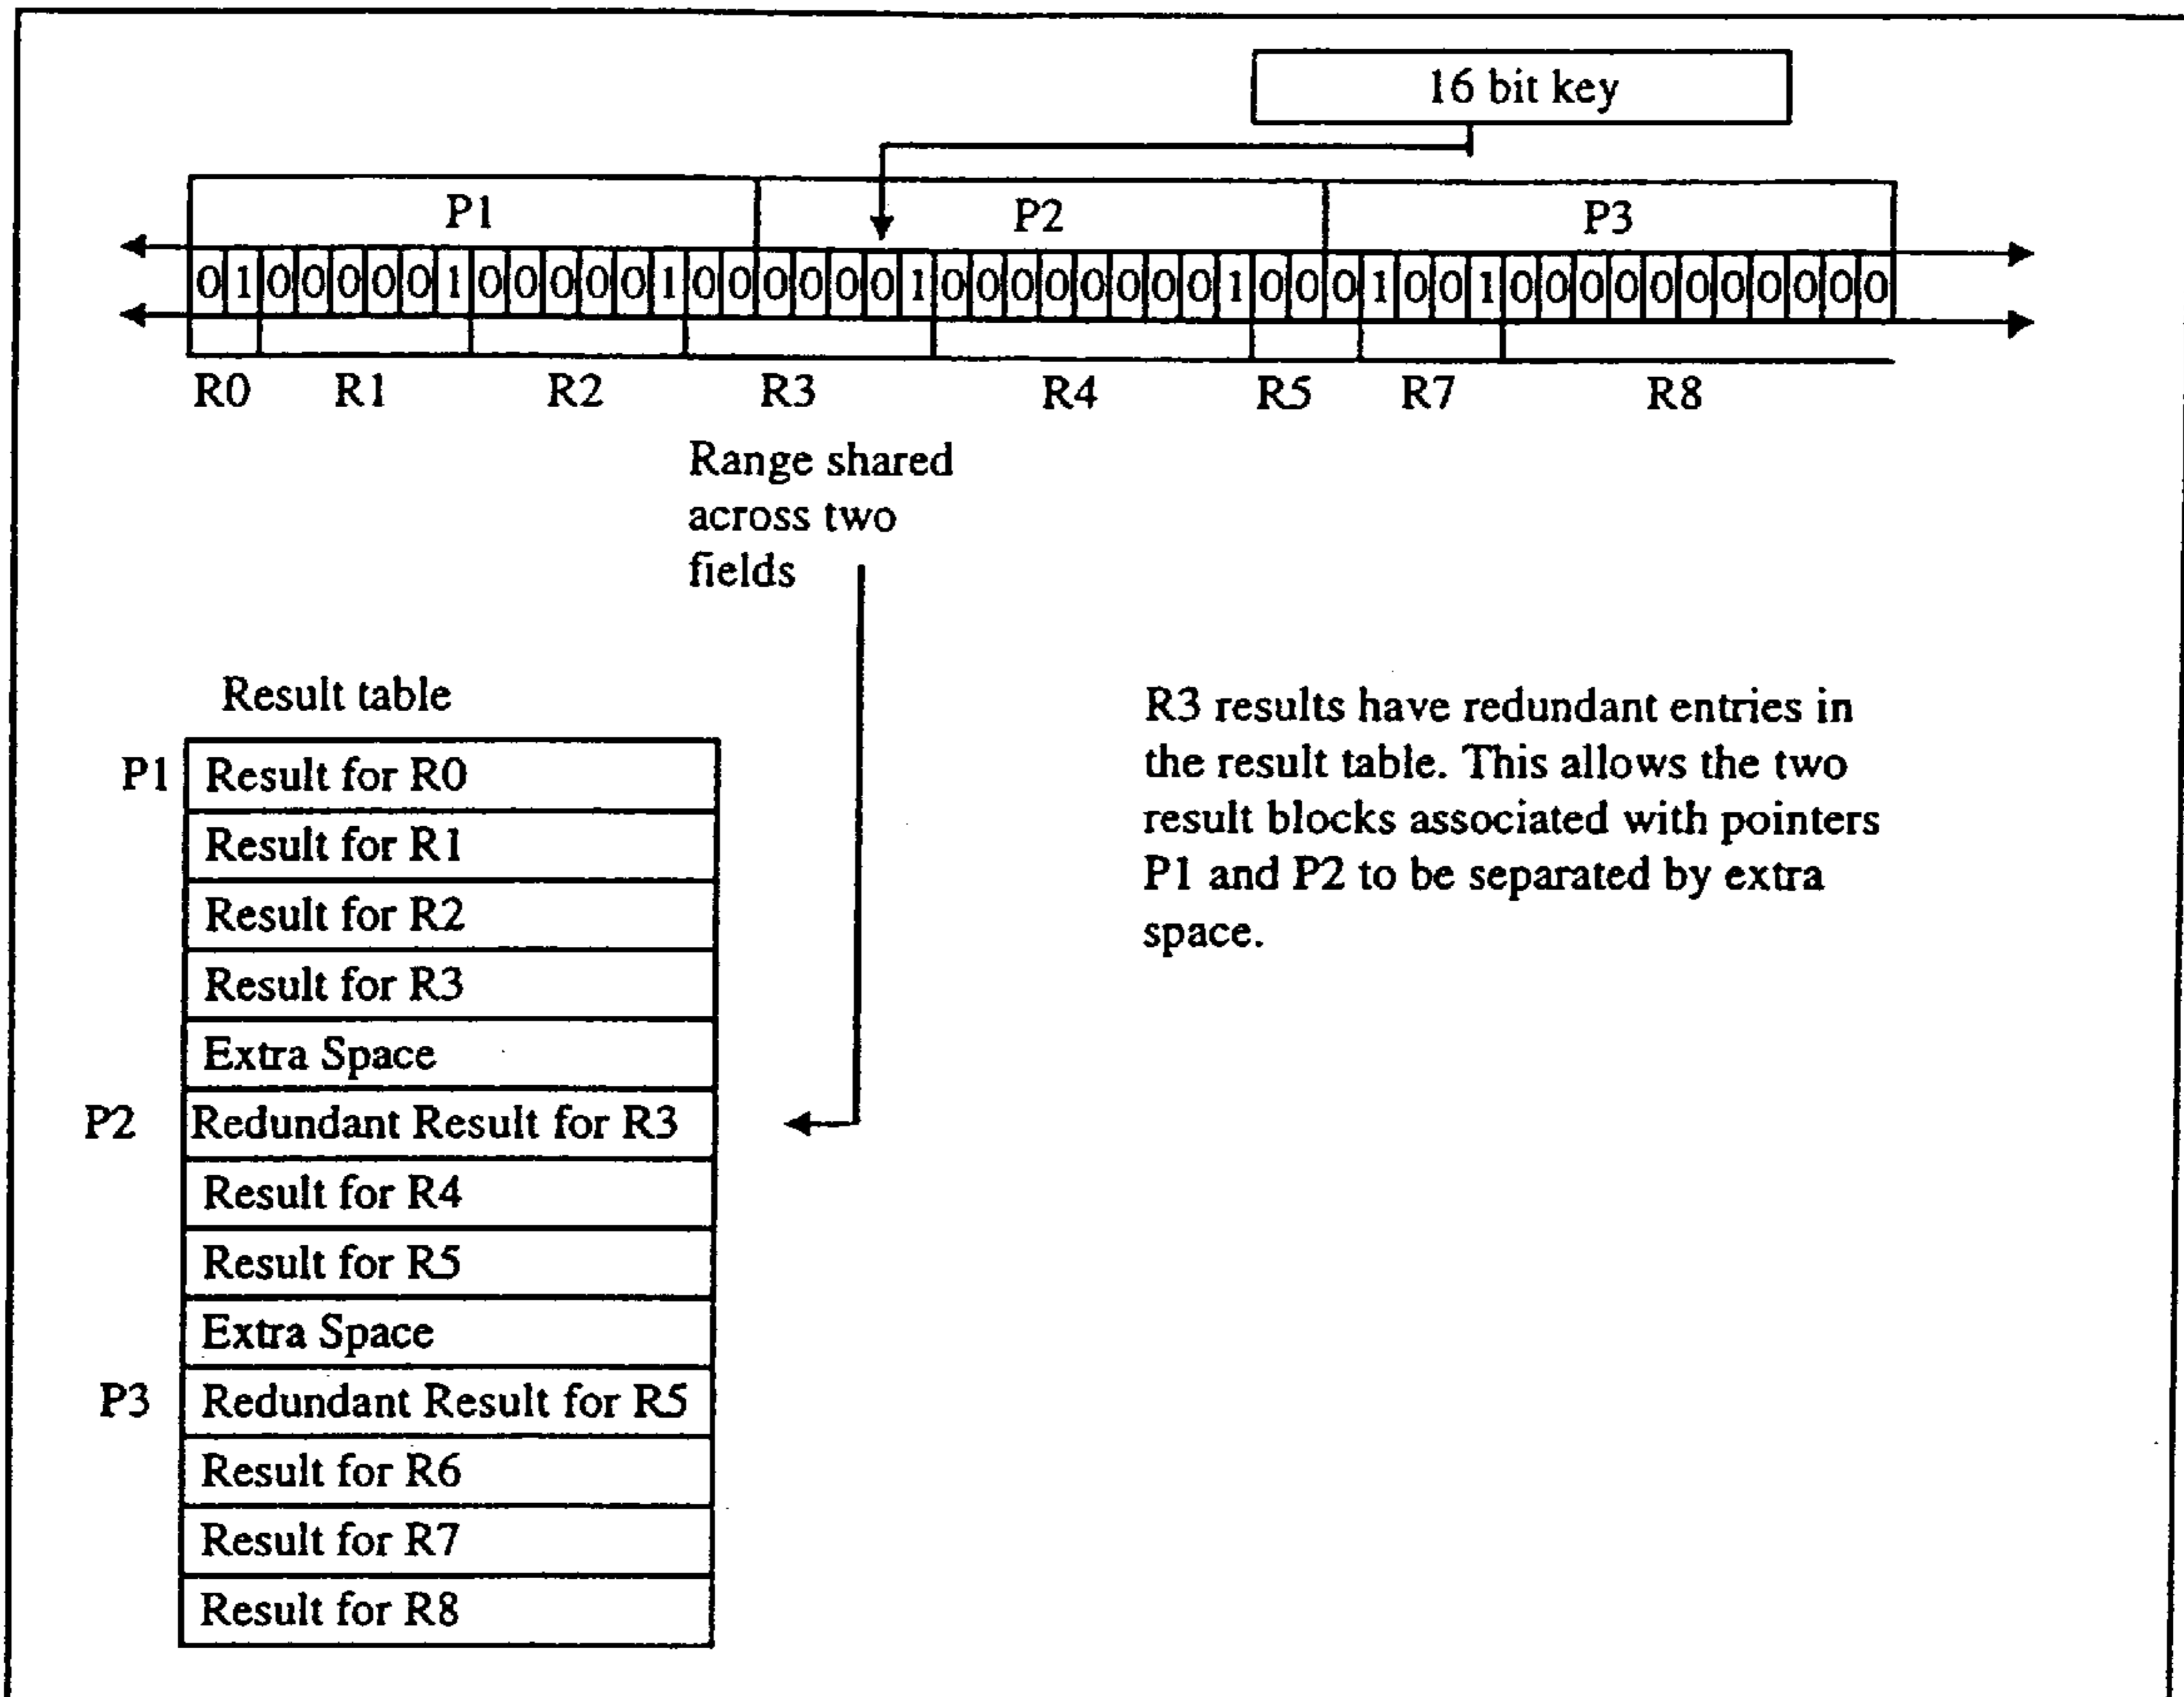 16 bit key
P1 P2 P3
0 1 0 0 0 0 0 1 0 0 0 0 0 1 0 0 0 0 0 0 1 0 0 0 0 0 0 0 0 1 0 0 0 1 0 0 1 0 0 0 0 0 0 0 0 0 0 0
R0 R1 R2 R3 R4 R5 R7 R8
Range shared
across two
fields
Result table
P1 Result for R0
Result for R1
Result for R2
Result for R3
Extra Space
P2 Redundant Result for R3
Result for R4
Result for R5
Extra Space
P3 Redundant Result for R5
Result for R6
Result for R7
Result for R8
R3 results have redundant entries in
the result table. This allows the two
result blocks associated with pointers
P1 and P2 to be separated by extra
space.